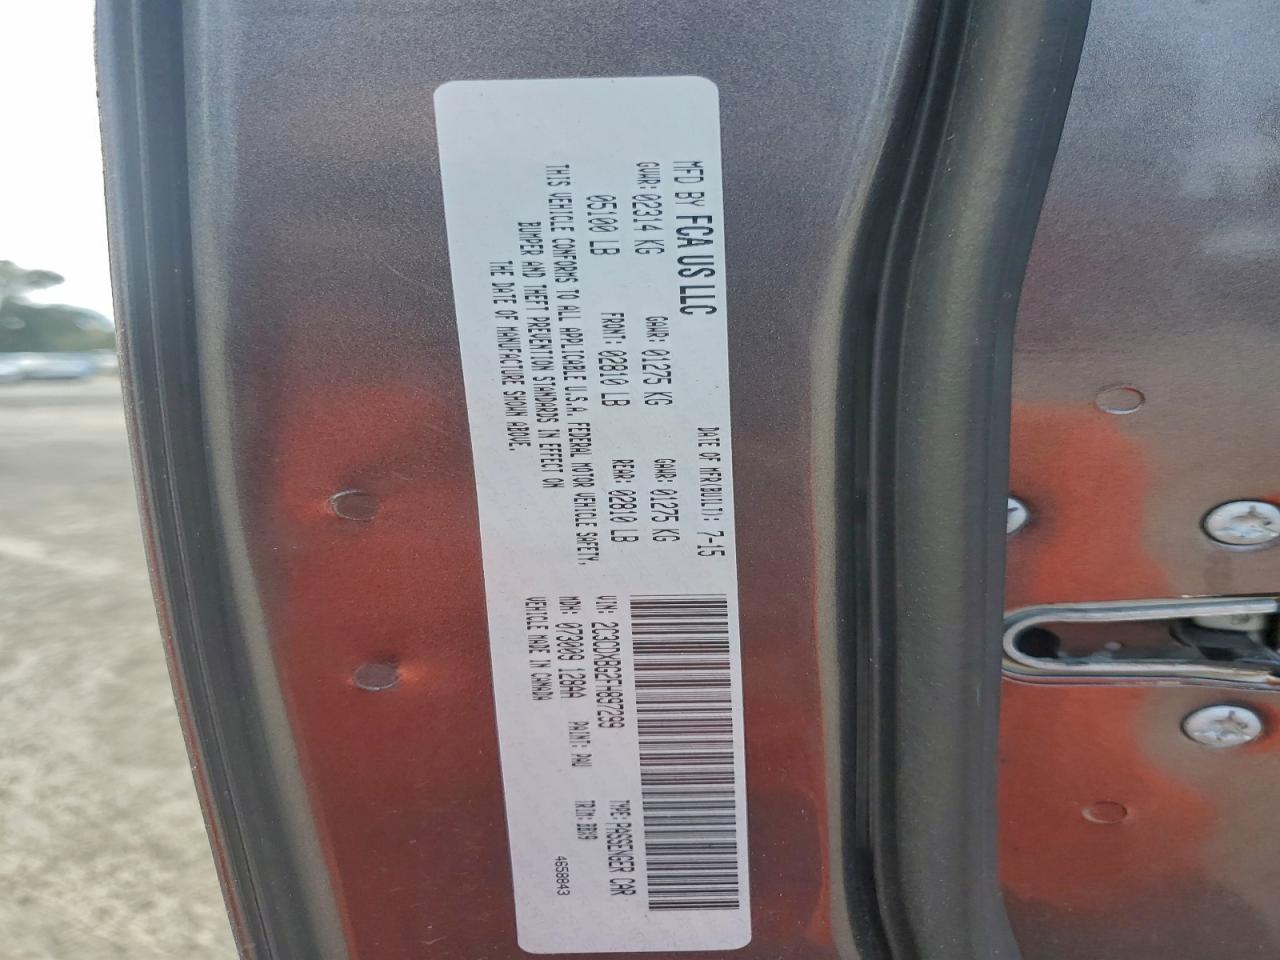 MFD BY FCA US LLC DATE OF MFR(BUILT): 7-15
GVWR: 02314 KG GAWR: 01275 KG GAWR: 01275 KG
05100 LB FRONT: 02810 LB REAR: 02810 LB
THIS VEHICLE CONFORMS TO ALL APPLICABLE U.S.A. FEDERAL MOTOR VEHICLE SAFETY,
BUMPER AND THEFT PREVENTION STANDARDS IN EFFECT ON
THE DATE OF MANUFACTURE SHOWN ABOVE.
VIN: 2C3CDXBG2FH897299 TYPE: PASSENGER CAR
MDH: 073009 128AA PAINT: PAU TRIM: BBX9
VEHICLE MADE IN CANADA 4658843